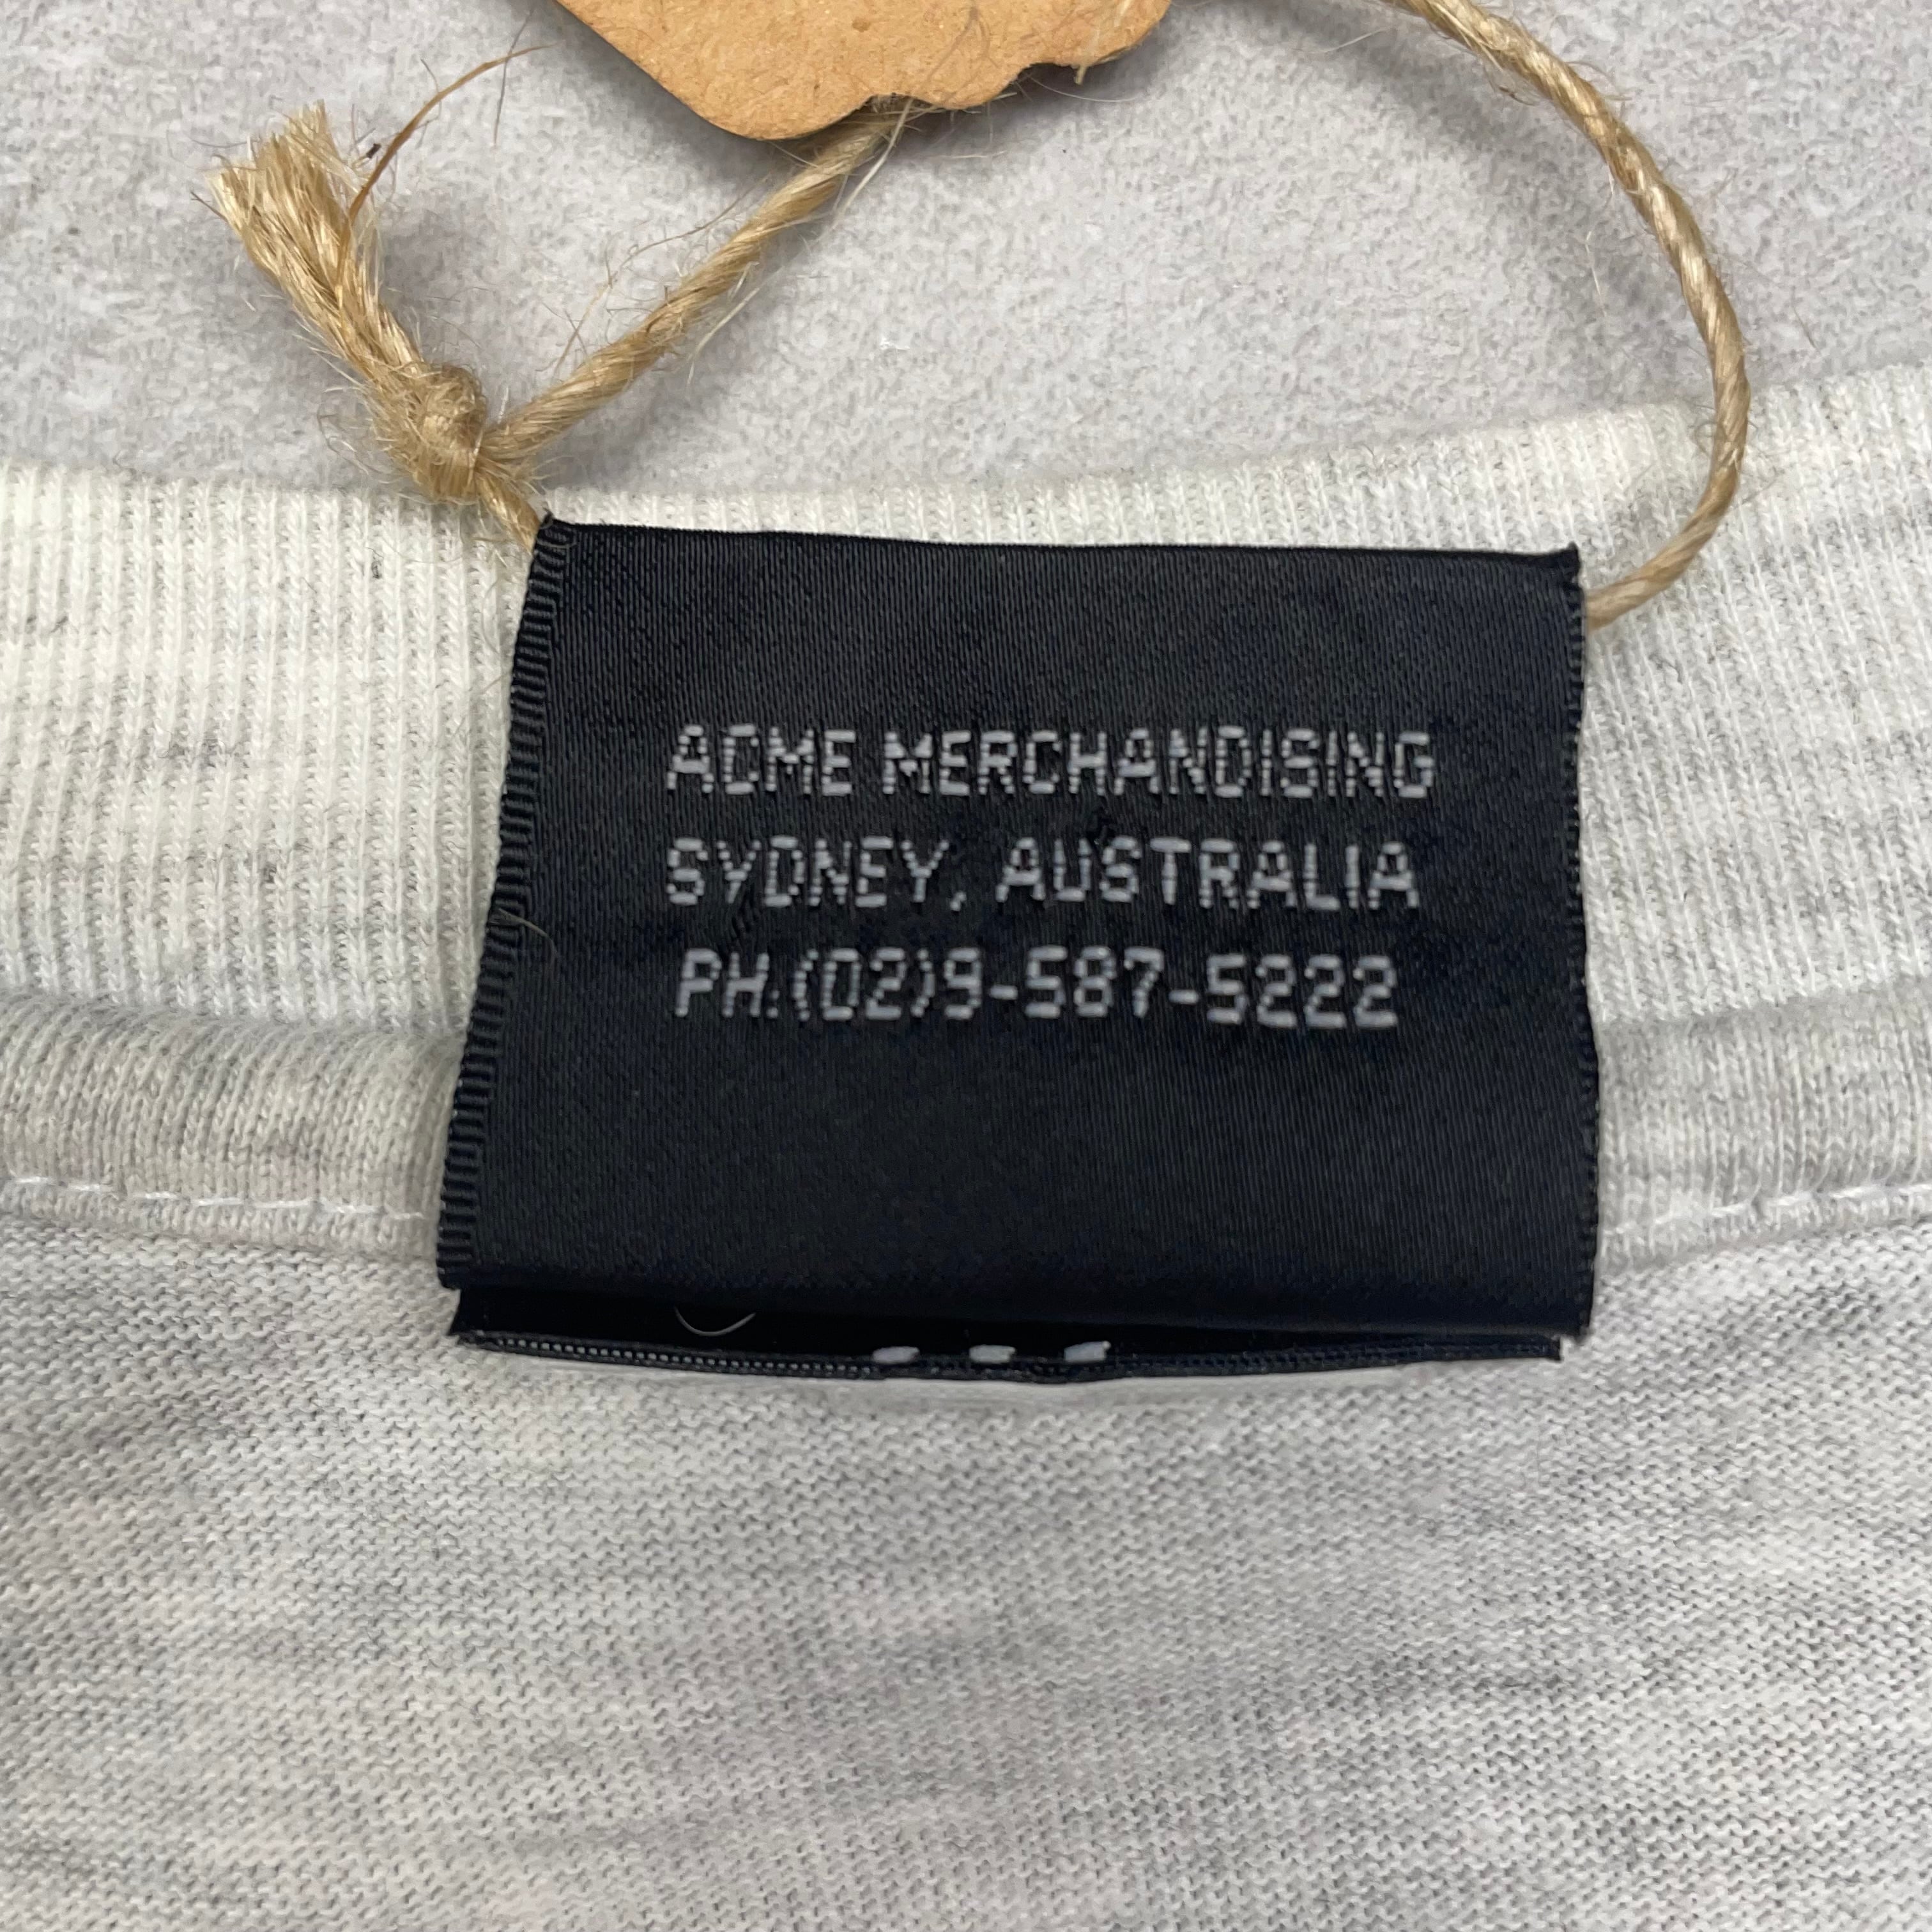 ACME MERCHANDISING
SYDNEY, AUSTRALIA
PH:(02)9-587-5222